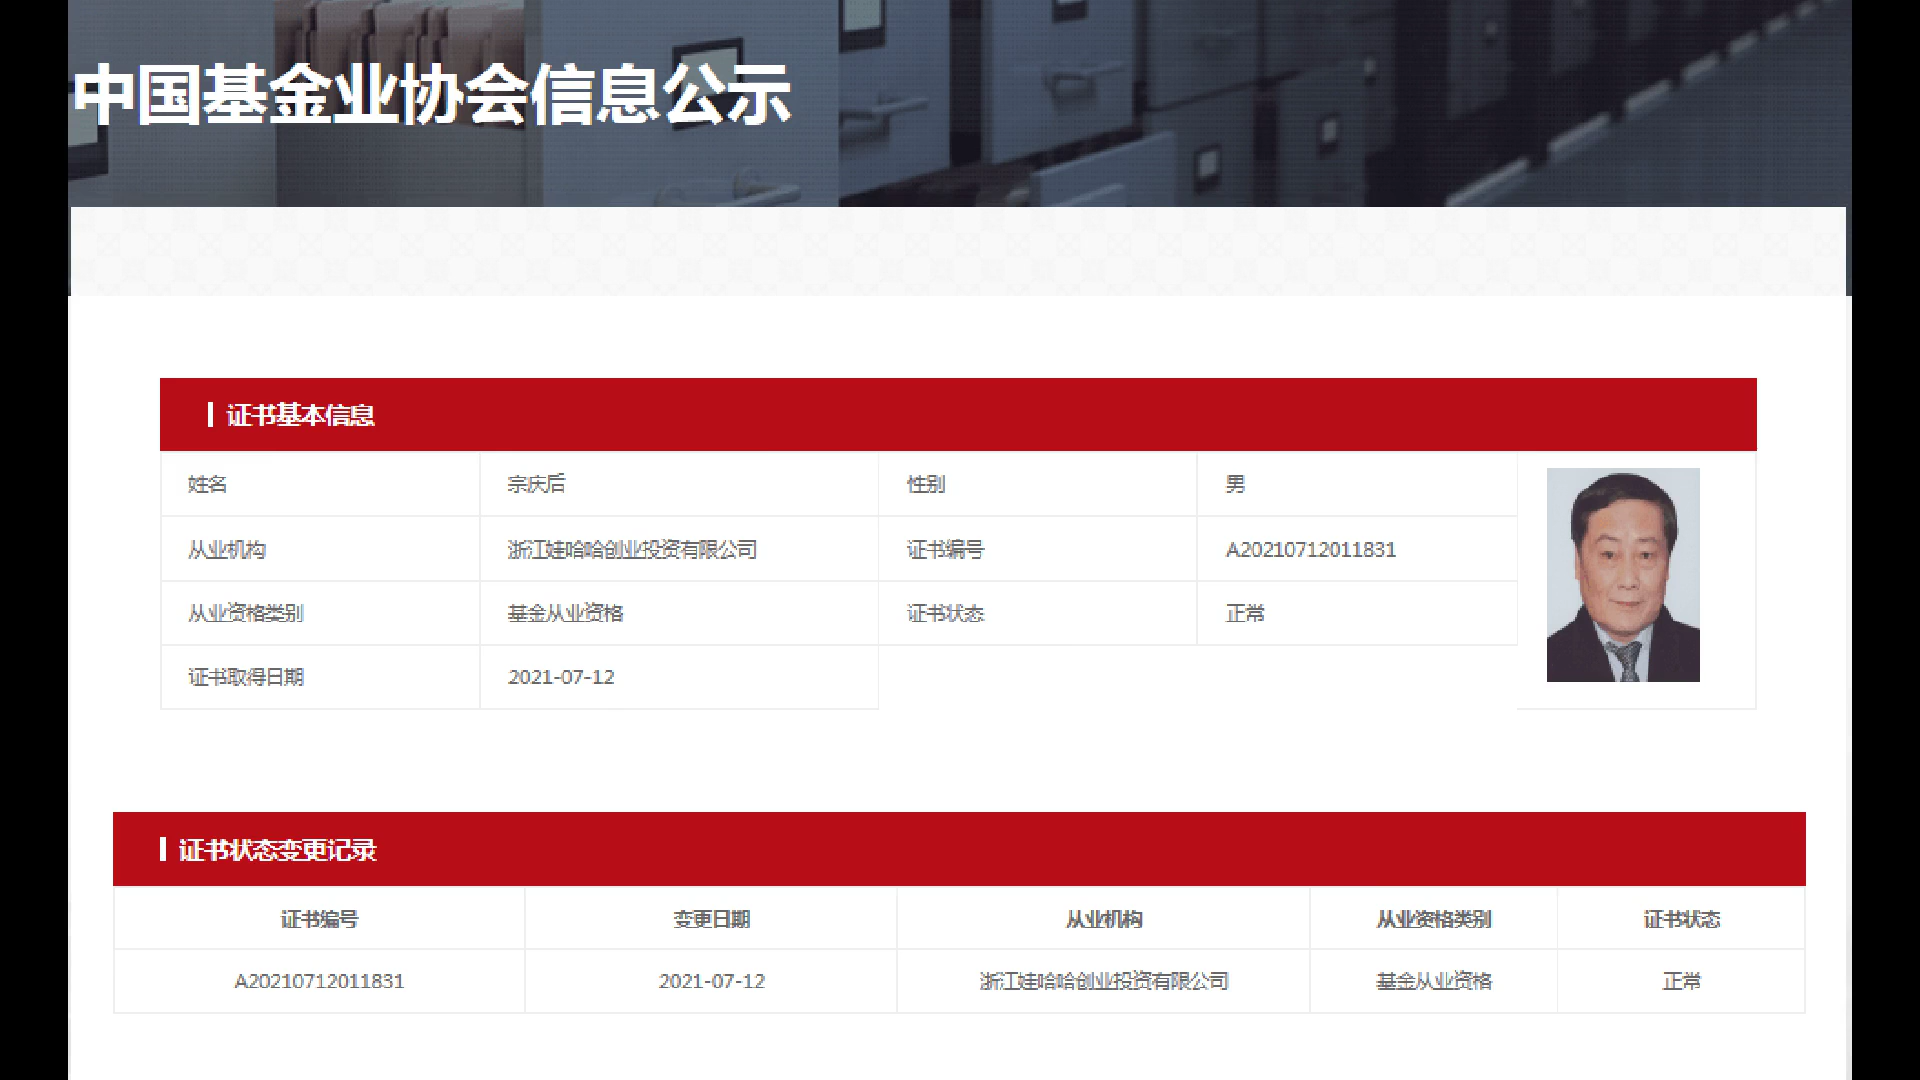 中国基金业协会信息公示
证书基本信息
姓名 宗庆后 性别 男
从业机构 浙江娃哈哈创业投资有限公司 证书编号 A20210712011831
从业资格类别 基金从业资格 证书状态 正常
证书取得日期 2021-07-12
证书状态变更记录
证书编号 变更日期 从业机构 从业资格类别 证书状态
A20210712011831 2021-07-12 浙江娃哈哈创业投资有限公司 基金从业资格 正常